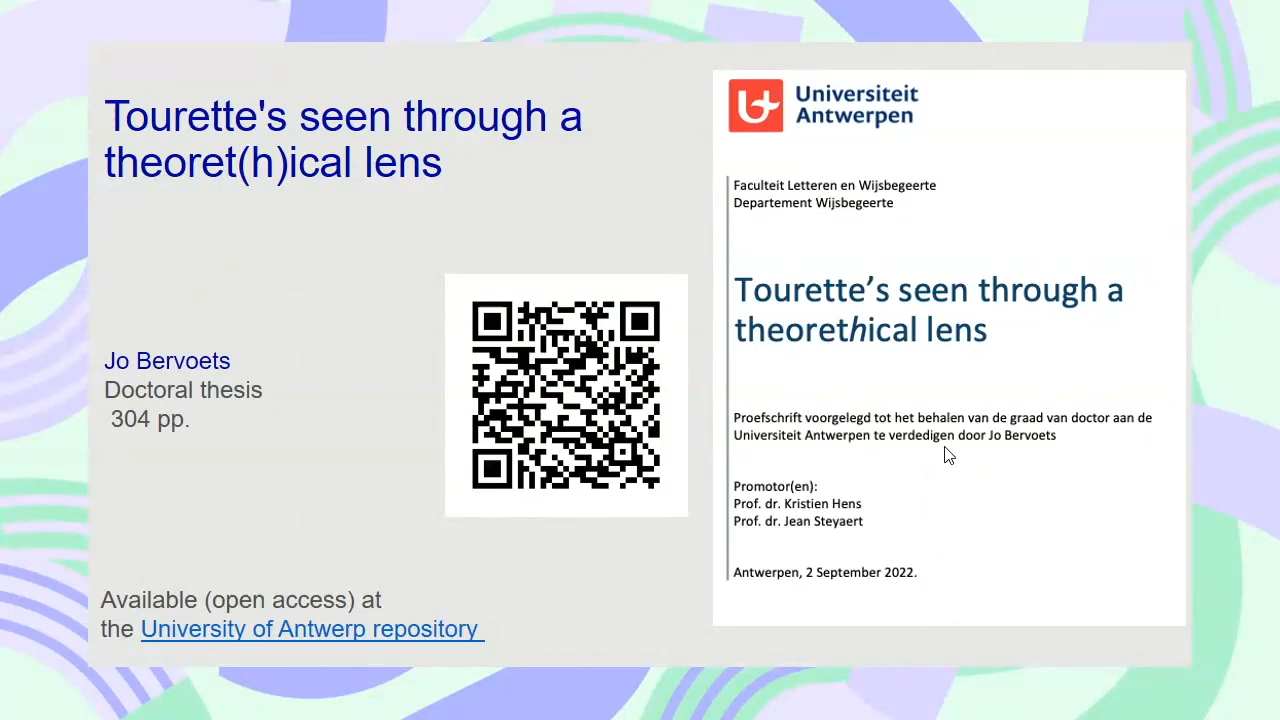 Tourette's seen through a
theoret(h)ical lens
Jo Bervoets
Doctoral thesis
304 pp.
Available (open access) at
the University of Antwerp repository
Universiteit
Antwerpen
Faculteit Letteren en Wijsbegeerte
Departement Wijsbegeerte
Tourette’s seen through a
theorethical lens
Proefschrift voorgelegd tot het behalen van de graad van doctor aan de
Universiteit Antwerpen te verdedigen door Jo Bervoets
Promotor(en):
Prof. dr. Kristien Hens
Prof. dr. Jean Steyaert
Antwerpen, 2 September 2022.